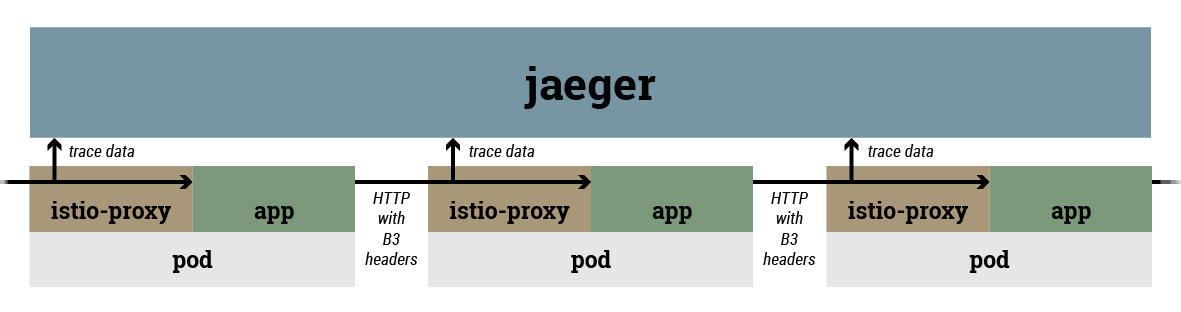 jaeger
trace data
trace data
trace data
istio-proxy
app
HTTP
with
B3
headers
istio-proxy
app
HTTP
with
B3
headers
istio-proxy
app
pod
pod
pod